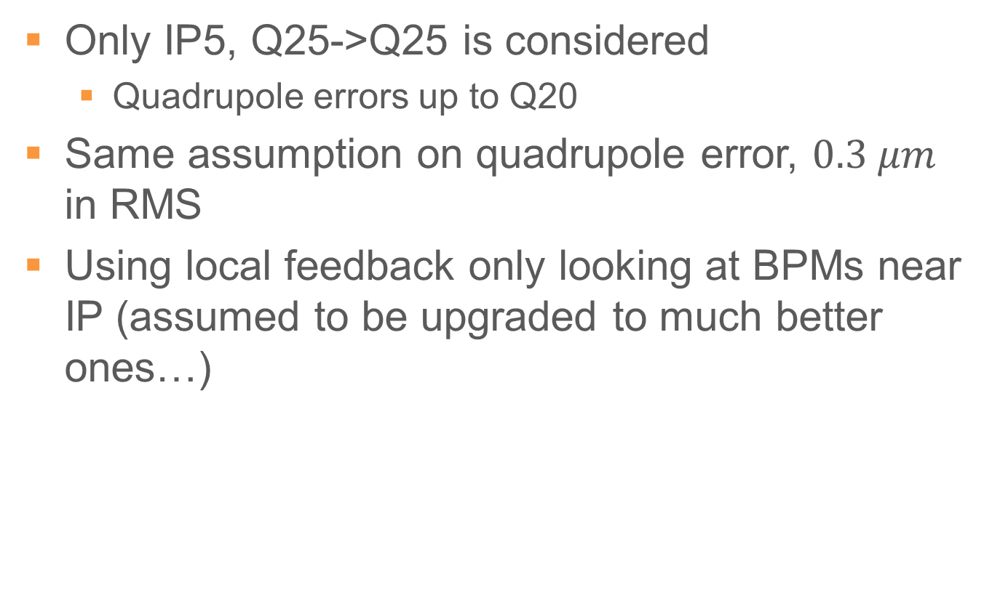 Only IP5, Q25->Q25 is considered
Quadrupole errors up to Q20
Same assumption on quadrupole error, 0.3 μm
in RMS
Using local feedback only looking at BPMs near
IP (assumed to be upgraded to much better
ones…)